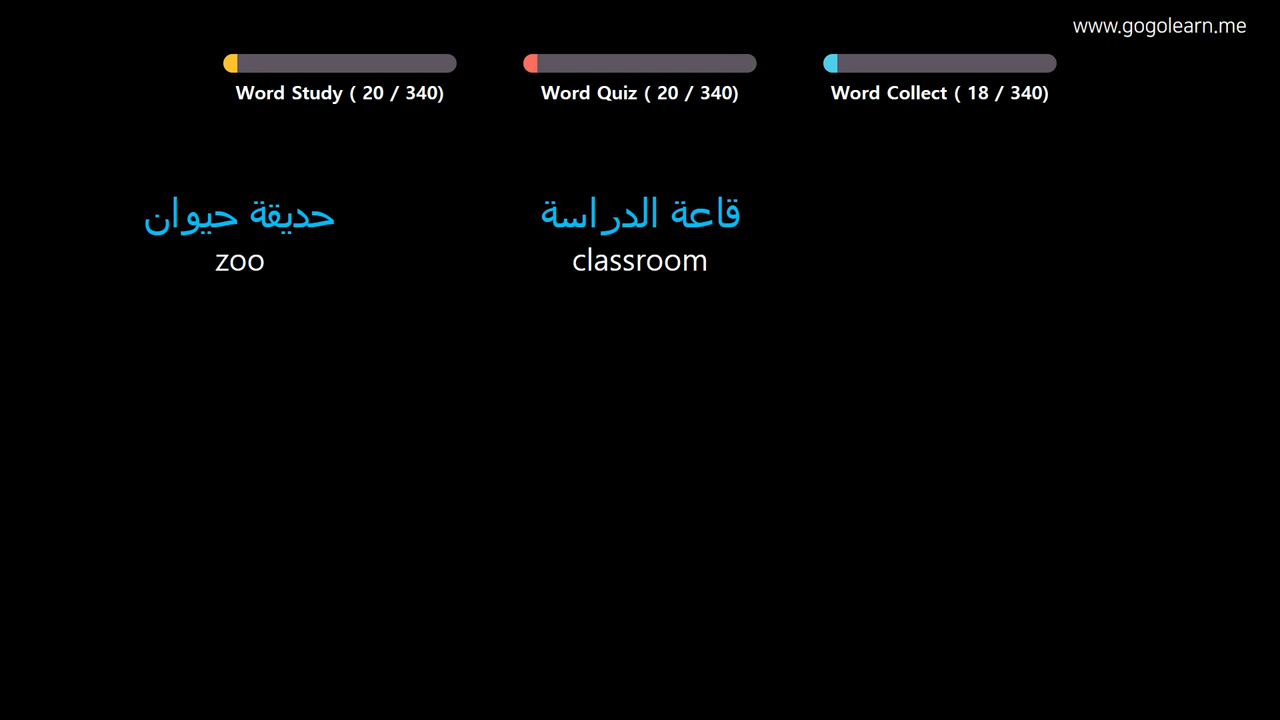 www.gogolearn.me
Word Study ( 20 / 340)
Word Quiz ( 20 / 340)
Word Collect ( 18 / 340)
حديقة حيوان
zoo
قاعة الدراسة
classroom